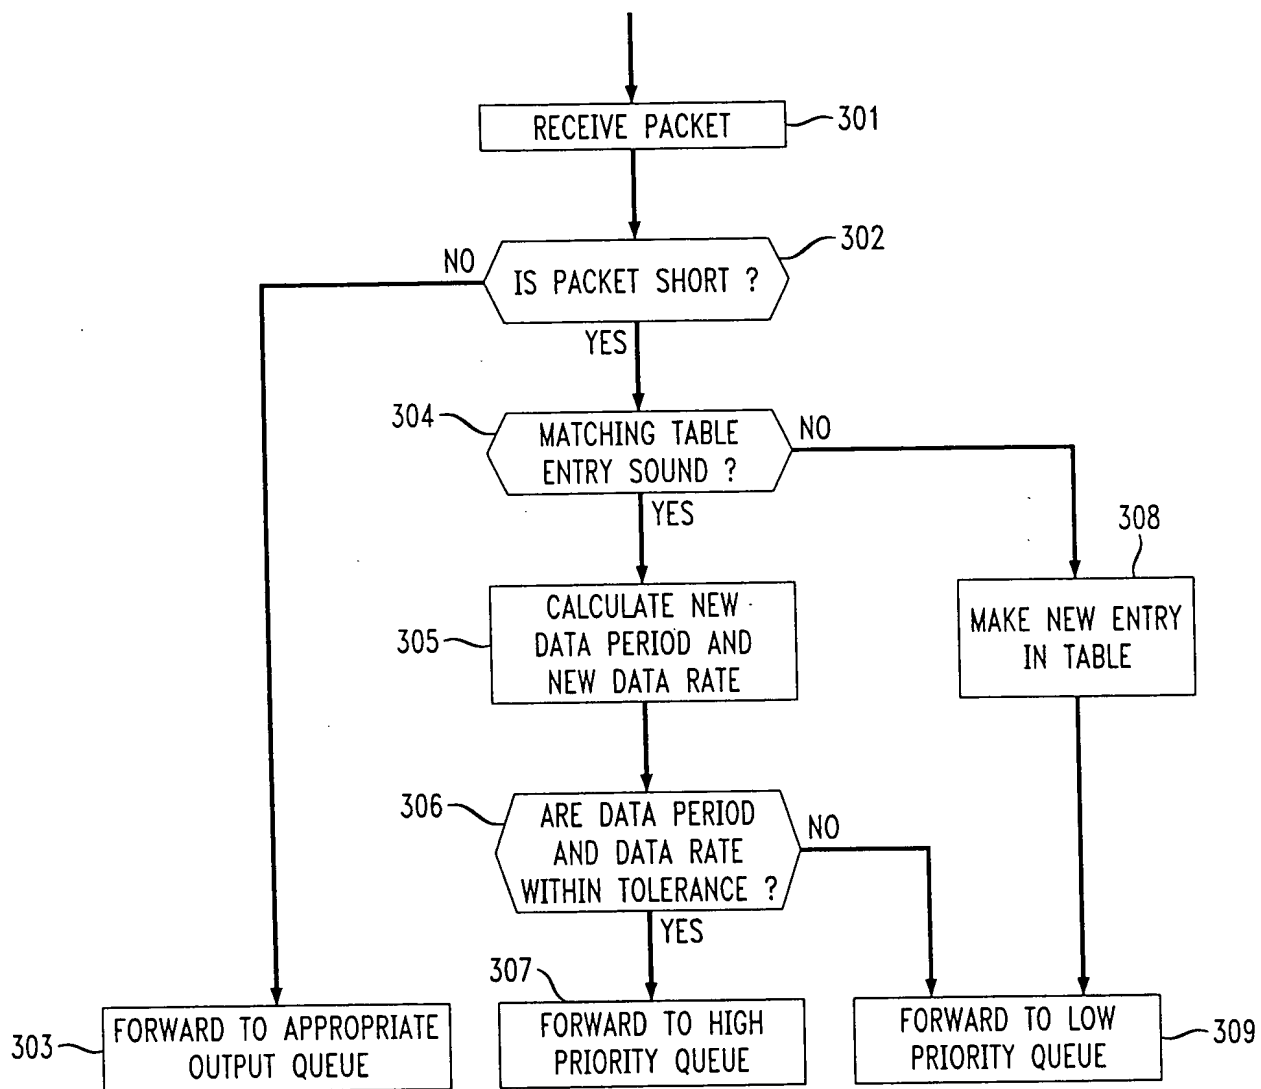 RECEIVE PACKET
301
302
NO
IS PACKET SHORT ?
YES
304
MATCHING TABLE
ENTRY SOUND ?
NO
YES
308
305
CALCULATE NEW
DATA PERIOD AND
NEW DATA RATE
MAKE NEW ENTRY
IN TABLE
306
ARE DATA PERIOD
AND DATA RATE
WITHIN TOLERANCE ?
NO
YES
307
303
FORWARD TO APPROPRIATE
OUTPUT QUEUE
FORWARD TO HIGH
PRIORITY QUEUE
FORWARD TO LOW
PRIORITY QUEUE
309